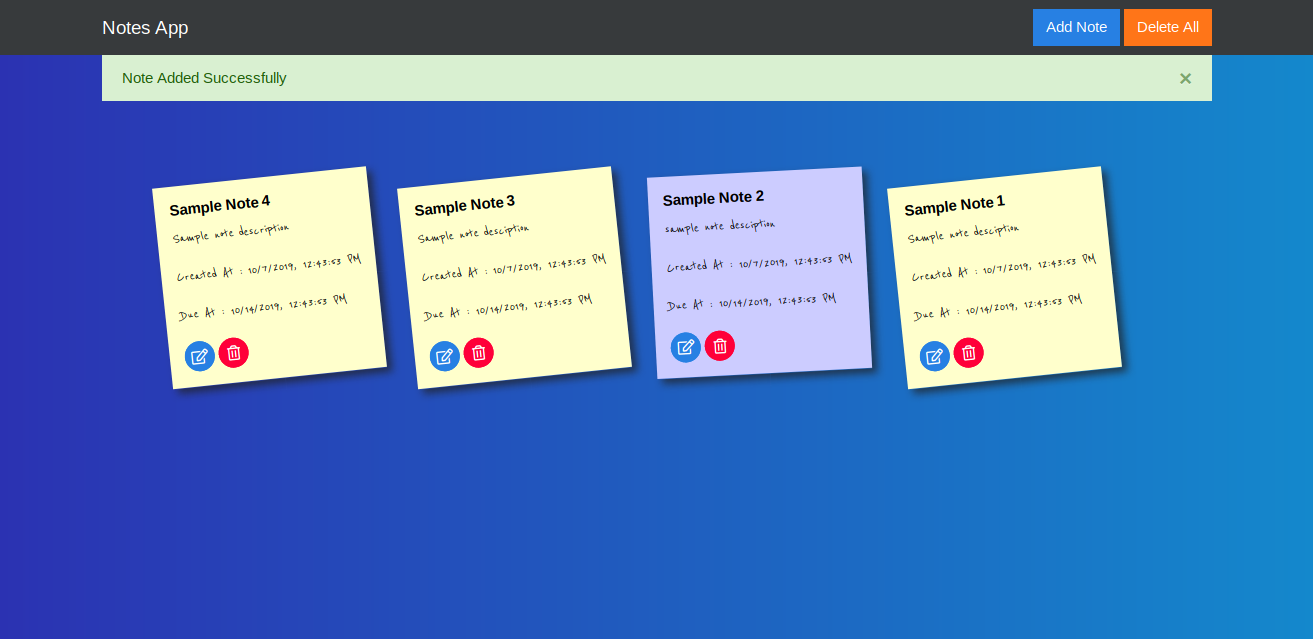 Notes App
Add Note
Delete All
Note Added Successfully
×
Sample Note 4
Sample note description
Created At : 10/7/2019, 12:43:53 PM
Due At : 10/14/2019, 12:43:53 PM
Sample Note 3
Sample note desciption
Created At : 10/7/2019, 12:43:53 PM
Due At : 10/14/2019, 12:43:53 PM
Sample Note 2
sample note desciption
Created At : 10/7/2019, 12:43:53 PM
Due At : 10/14/2019, 12:43:53 PM
Sample Note 1
Sample note desciption
Created At : 10/7/2019, 12:43:53 PM
Due At : 10/14/2019, 12:43:53 PM